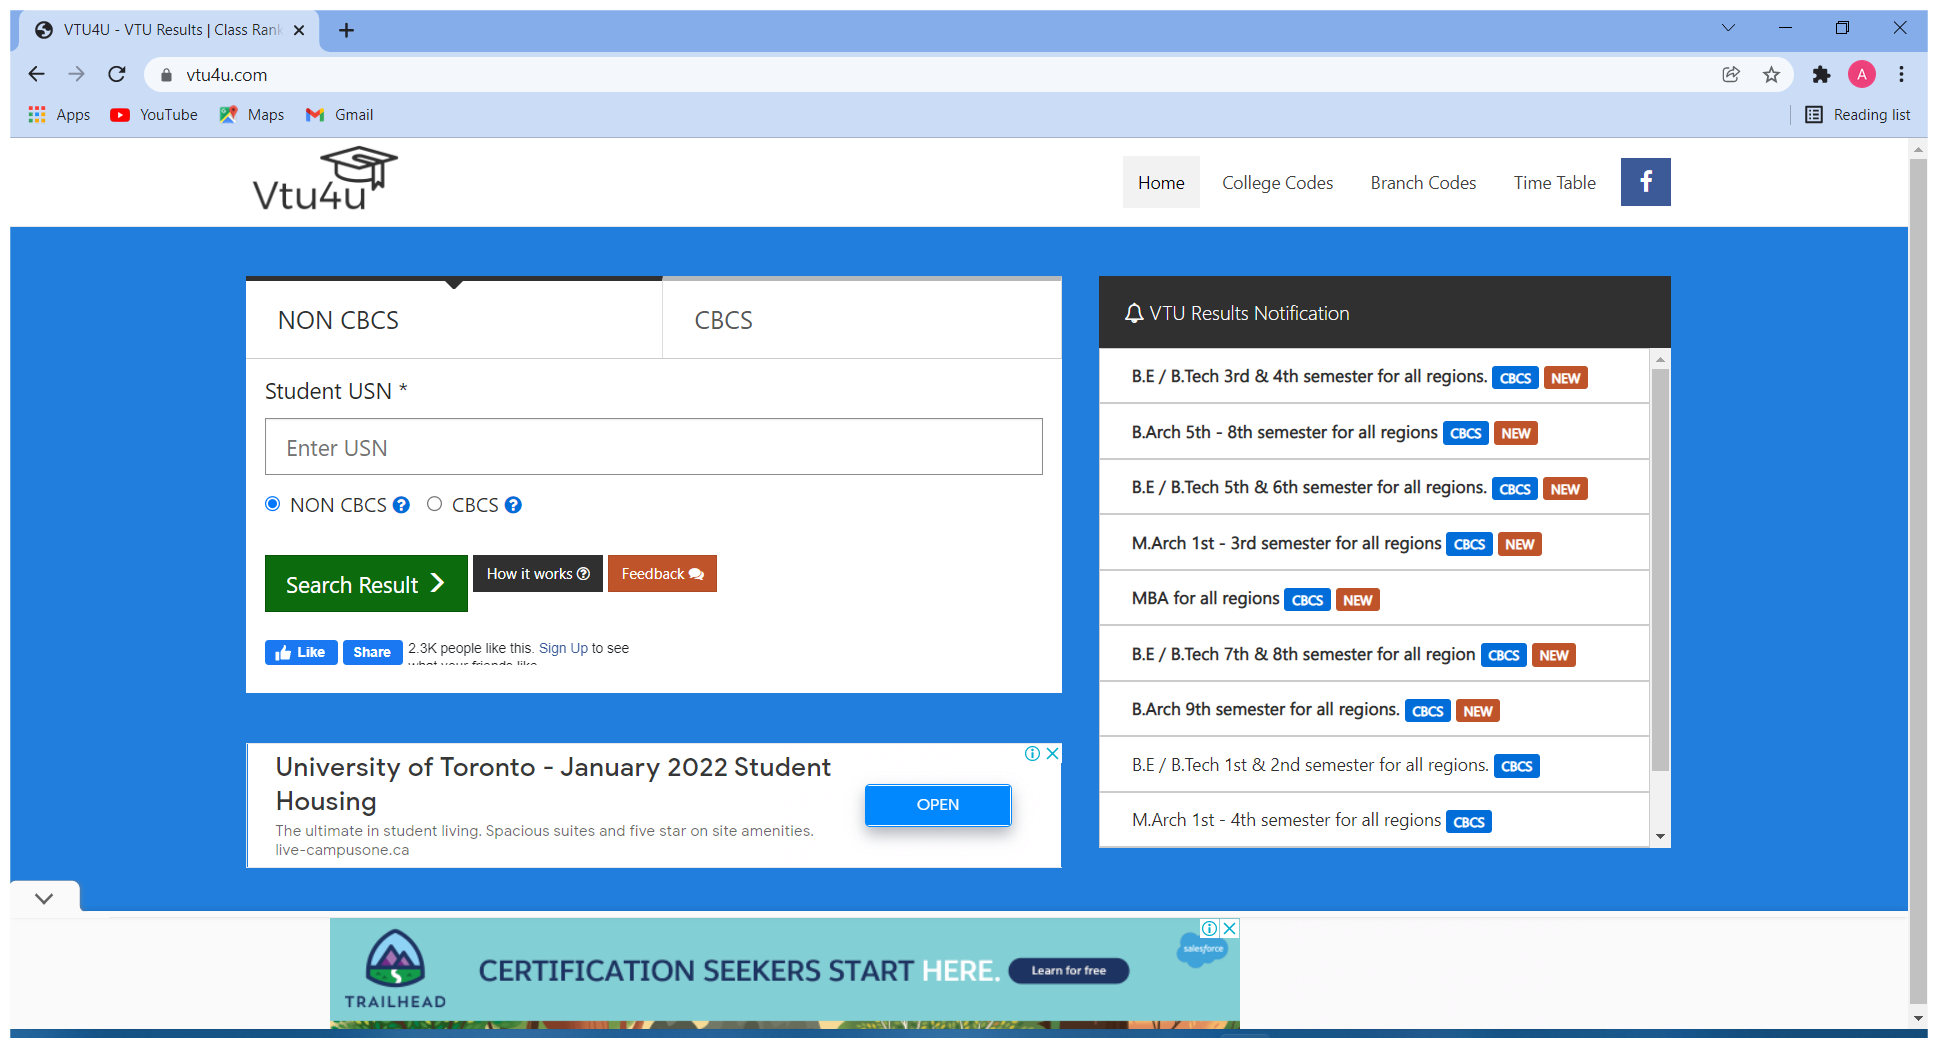 VTU4U - VTU Results | Class Rank
vtu4u.com
A
Apps YouTube Maps Gmail Reading list
Vtu4u
Home College Codes Branch Codes Time Table f
NON CBCS CBCS
Student USN *
Enter USN
NON CBCS ? CBCS ?
Search Result How it works Feedback
Like Share 2.3K people like this. Sign Up to see
what your friends like.
VTU Results Notification
B.E / B.Tech 3rd & 4th semester for all regions. CBCS NEW
B.Arch 5th - 8th semester for all regions CBCS NEW
B.E / B.Tech 5th & 6th semester for all regions. CBCS NEW
M.Arch 1st - 3rd semester for all regions CBCS NEW
MBA for all regions CBCS NEW
B.E / B.Tech 7th & 8th semester for all region CBCS NEW
B.Arch 9th semester for all regions. CBCS NEW
B.E / B.Tech 1st & 2nd semester for all regions. CBCS
M.Arch 1st - 4th semester for all regions CBCS
University of Toronto - January 2022 Student
Housing
The ultimate in student living. Spacious suites and five star on site amenities.
live-campusone.ca
OPEN
TRAILHEAD
CERTIFICATION SEEKERS START HERE. Learn for free
salesforce